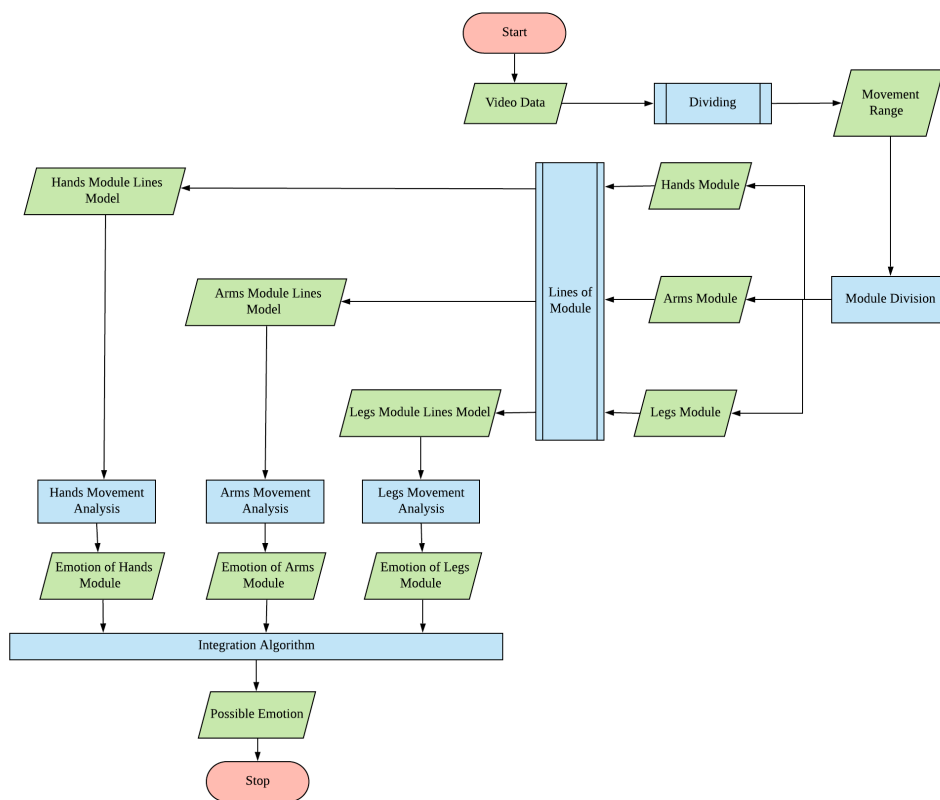 Start
Video Data
Dividing
Movement
Range
Hands Module Lines
Model
Hands Module
Arms Module Lines
Model
Lines of
Module
Arms Module
Module Division
Legs Module Lines Model
Legs Module
Hands Movement
Analysis
Arms Movement
Analysis
Legs Movement
Analysis
Emotion of Hands
Module
Emotion of Arms
Module
Emotion of Legs
Module
Integration Algorithm
Possible Emotion
Stop